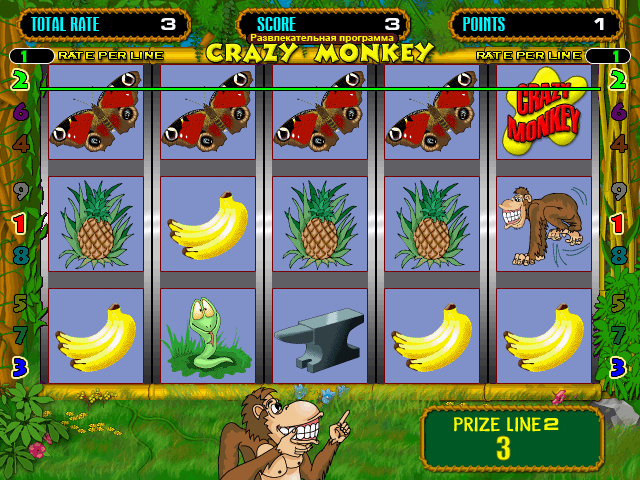 TOTAL RATE 3 SCORE 3 POINTS 1
Развлекательная программа
1 RATE PER LINE CRAZY MONKEY RATE PER LINE 1
2 2
CRAZY
MONKEY
6 6
4 4
9 9
1 1
8 8
5 5
7 7
3 3
PRIZE LINE 2
3